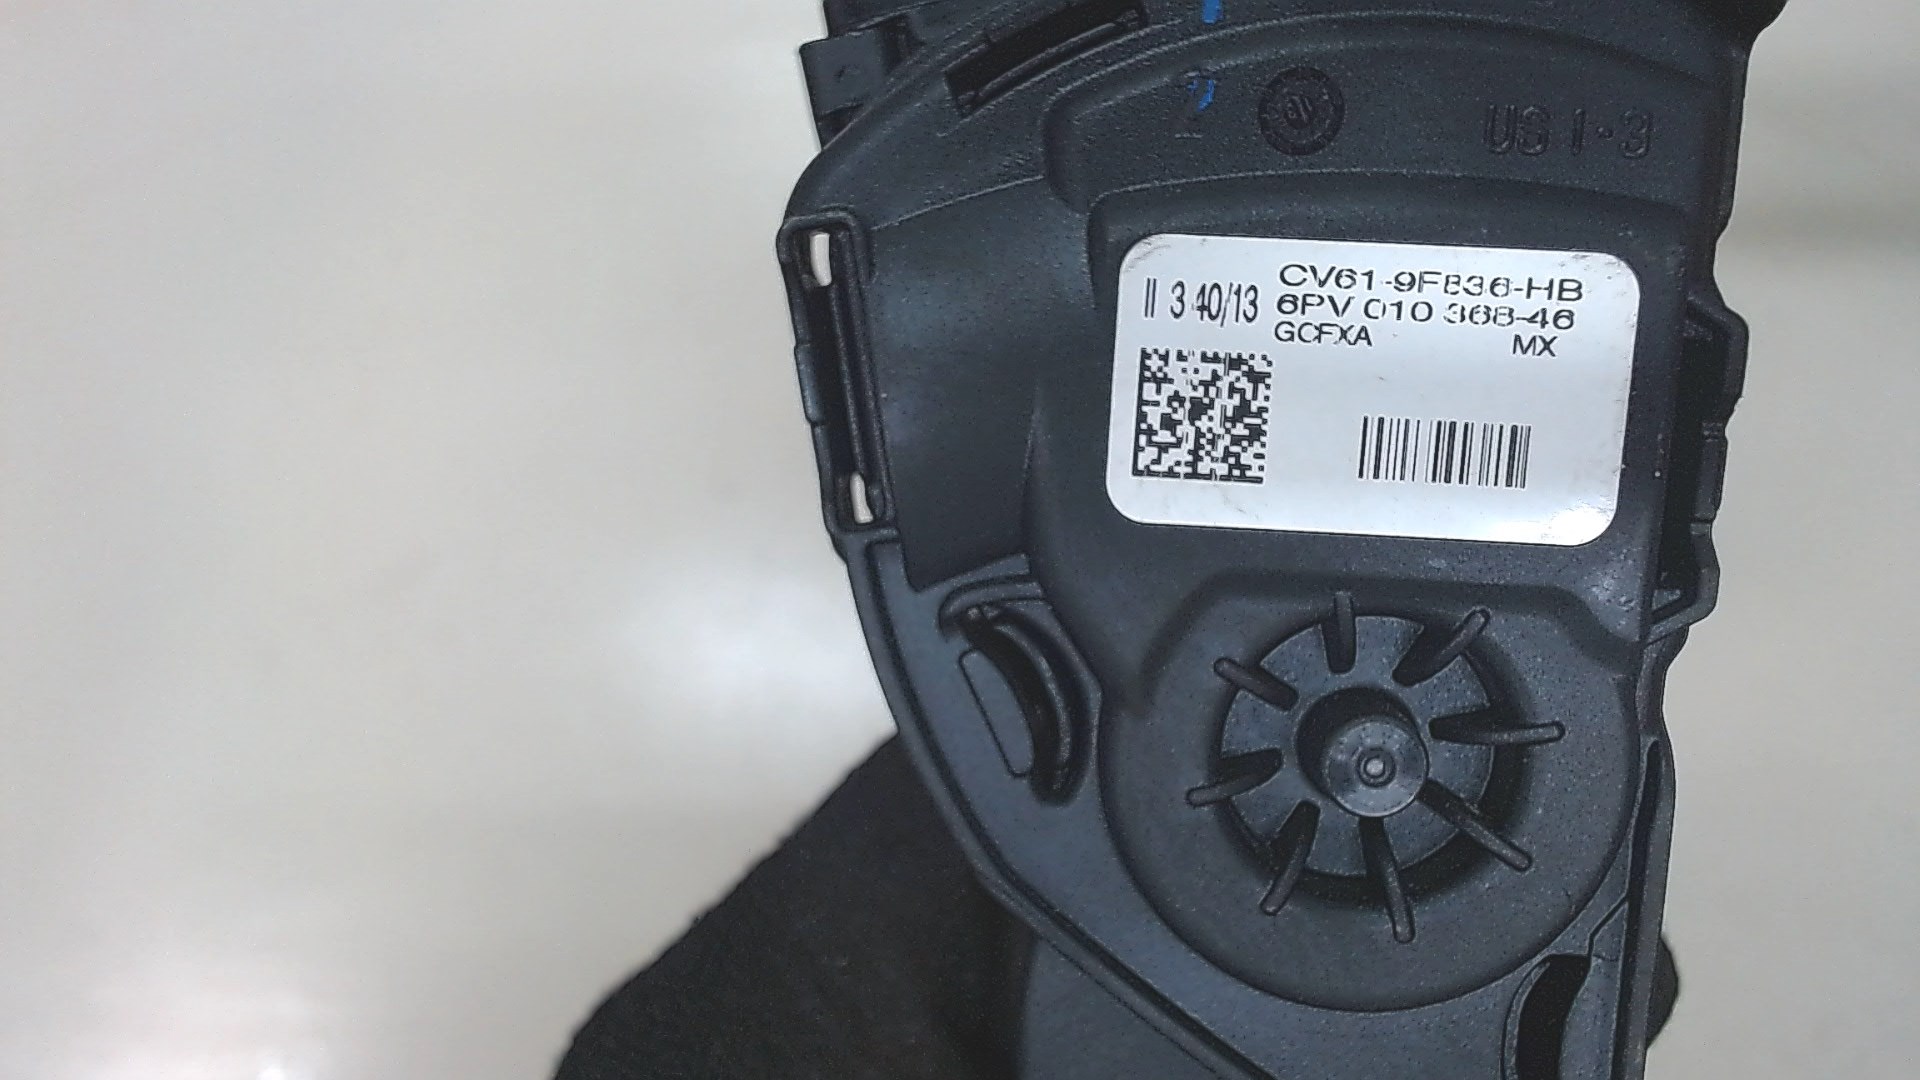 US 1-3
CV61-9F836-HB
II 3 40/13 6PV 010 368-46
GCFXA MX